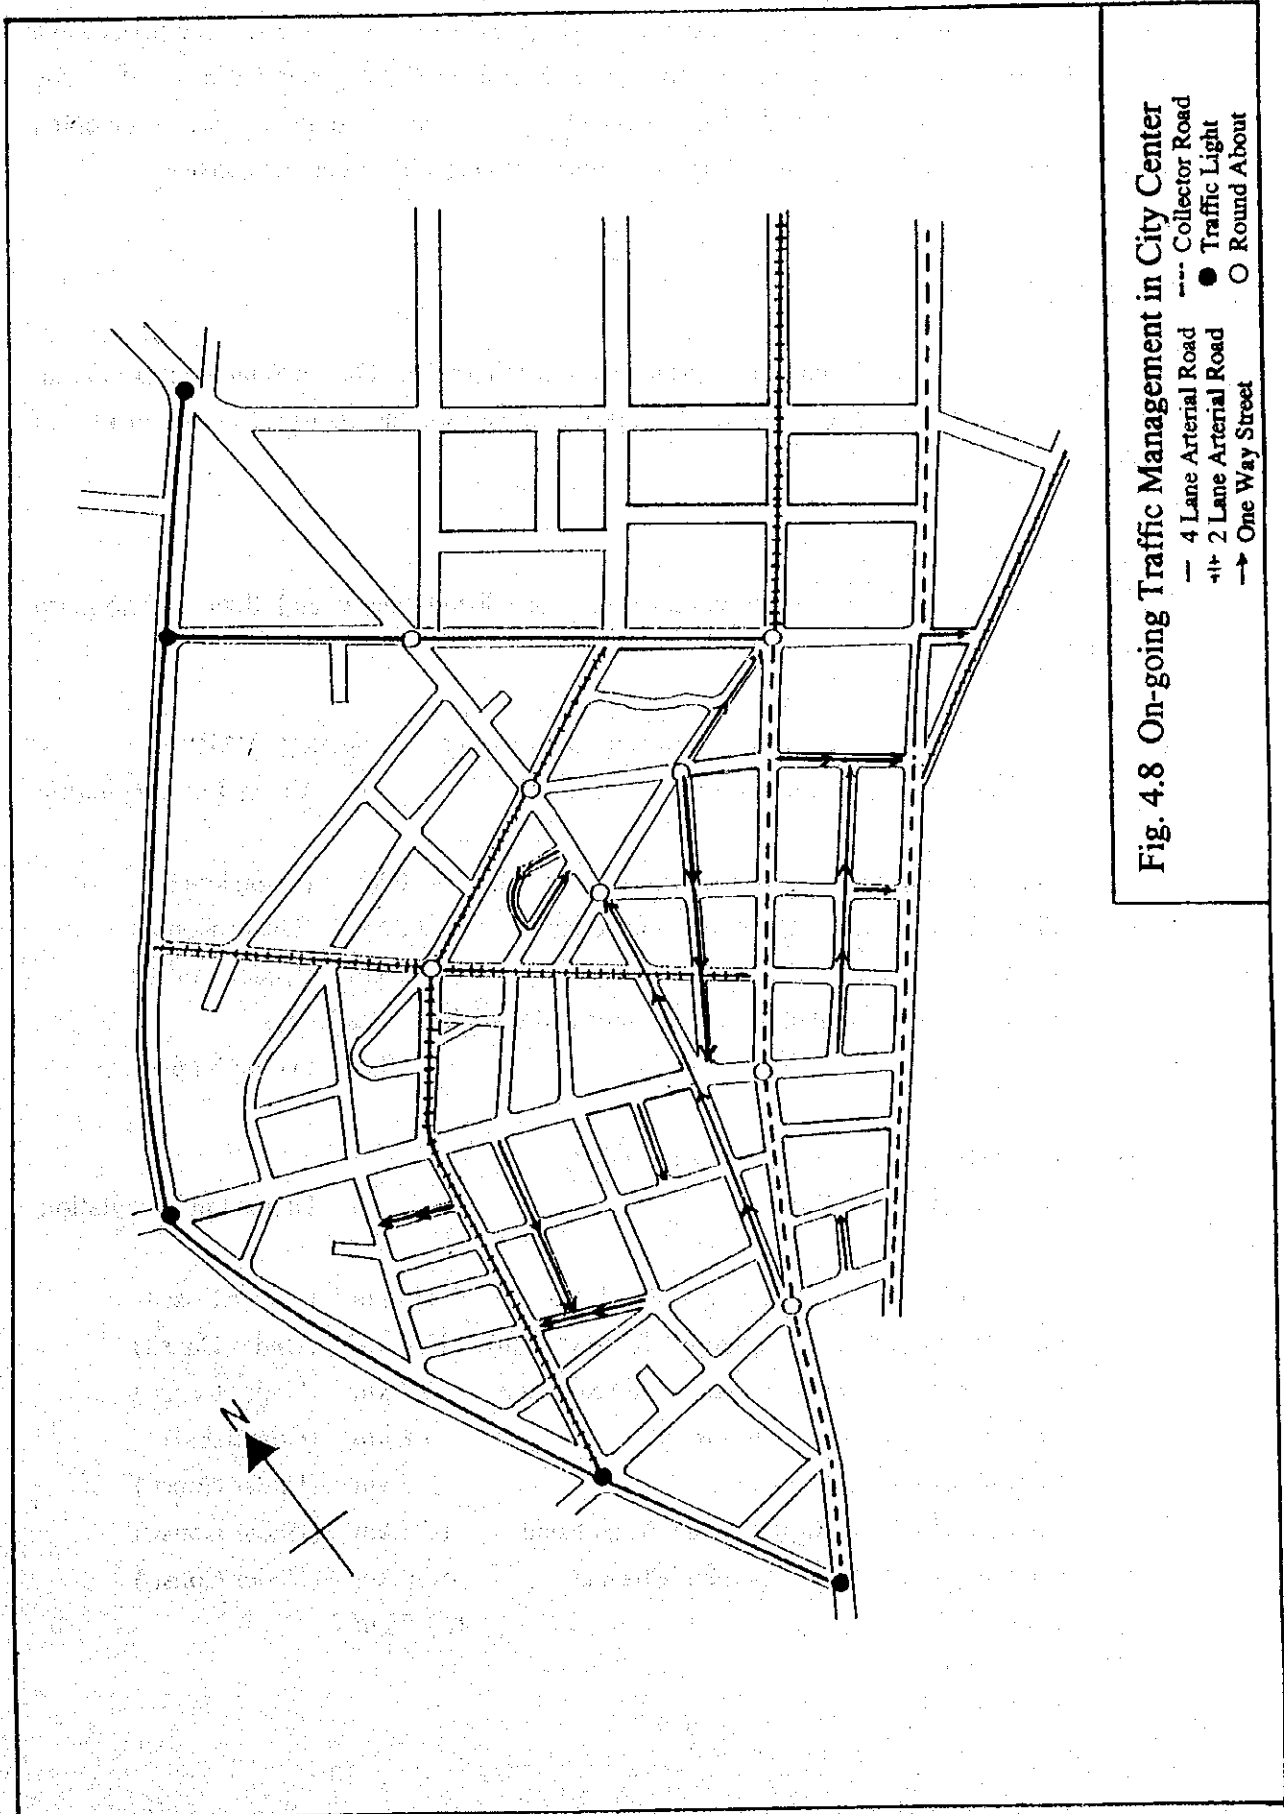 Fig. 4.8 On-going Traffic Management in City Center
4 Lane Arterial Road
Collector Road
2 Lane Arterial Road
Traffic Light
One Way Street
Round About
N